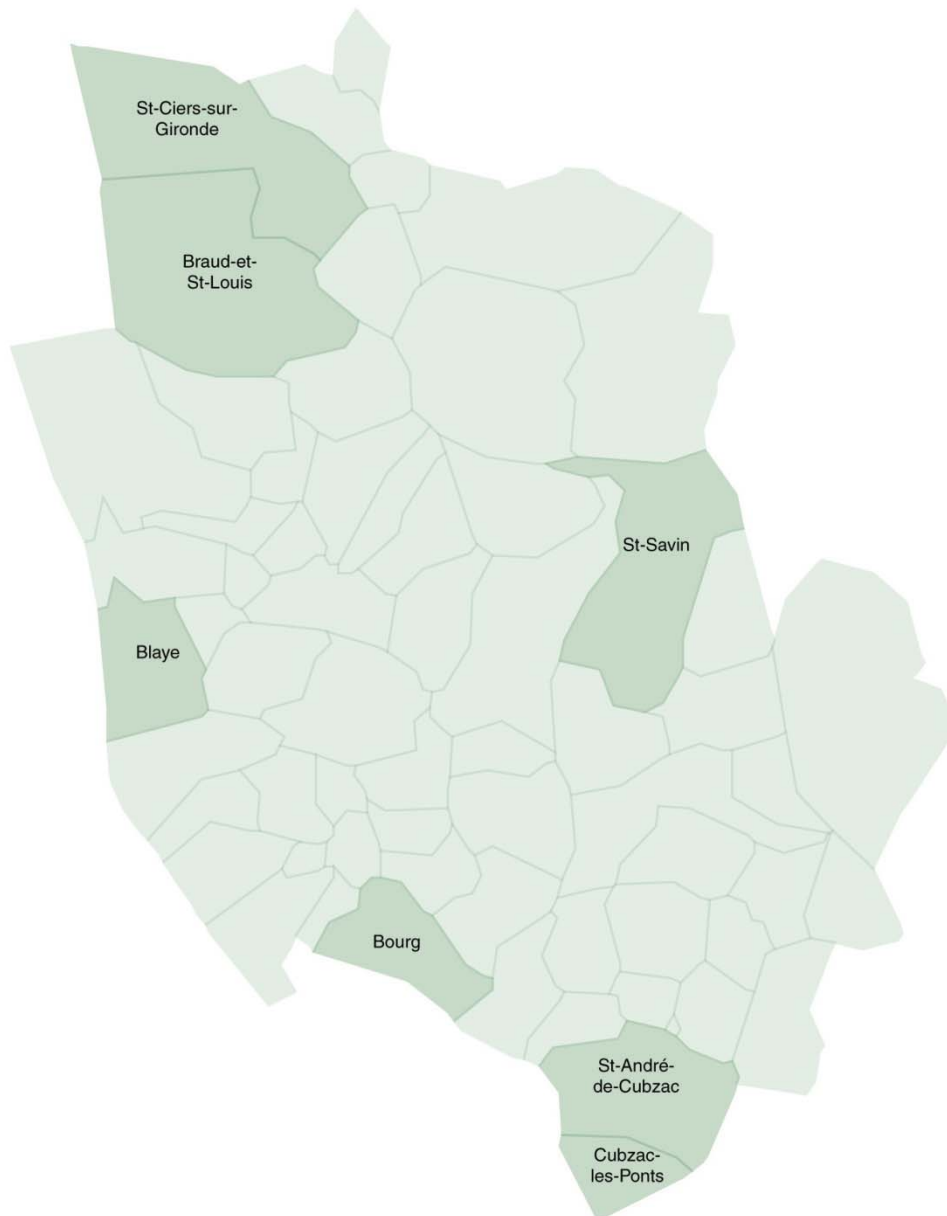 St-Ciers-sur-
Gironde
Braud-et-
St-Louis
St-Savin
Blaye
Bourg
St-André-
de-Cubzac
Cubzac-
les-Ponts